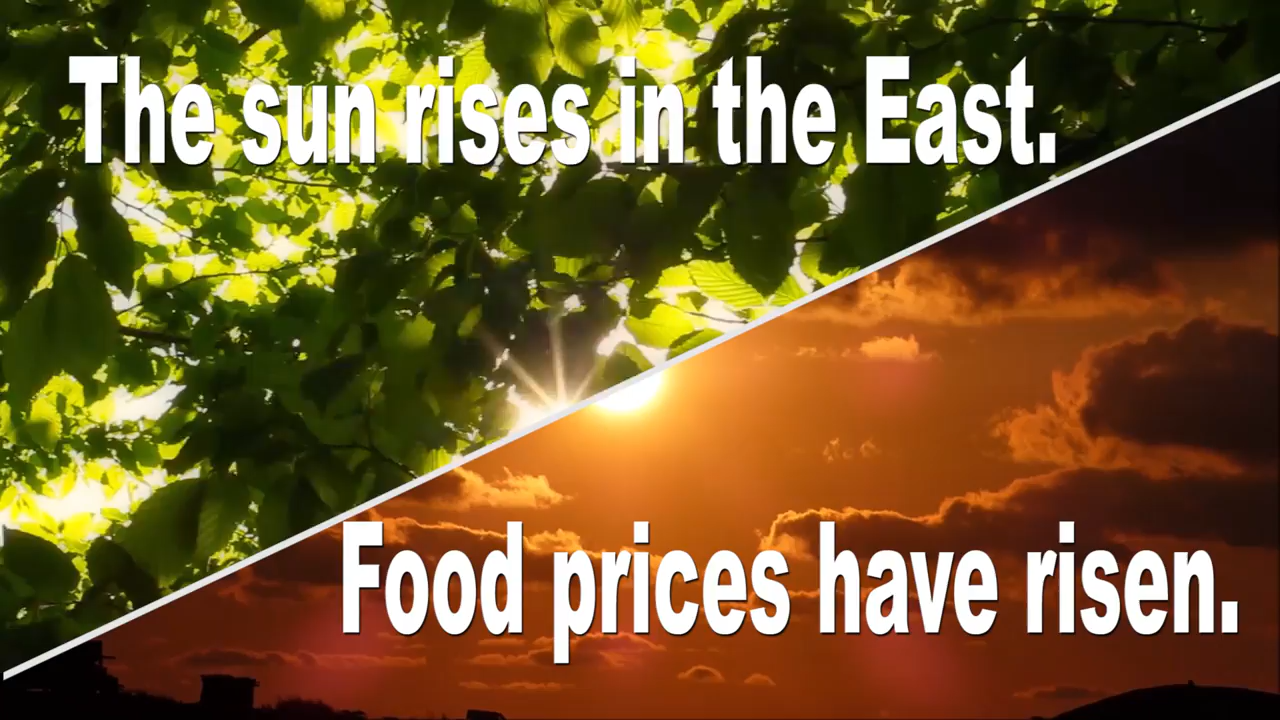 The sun rises in the East.
Food prices have risen.